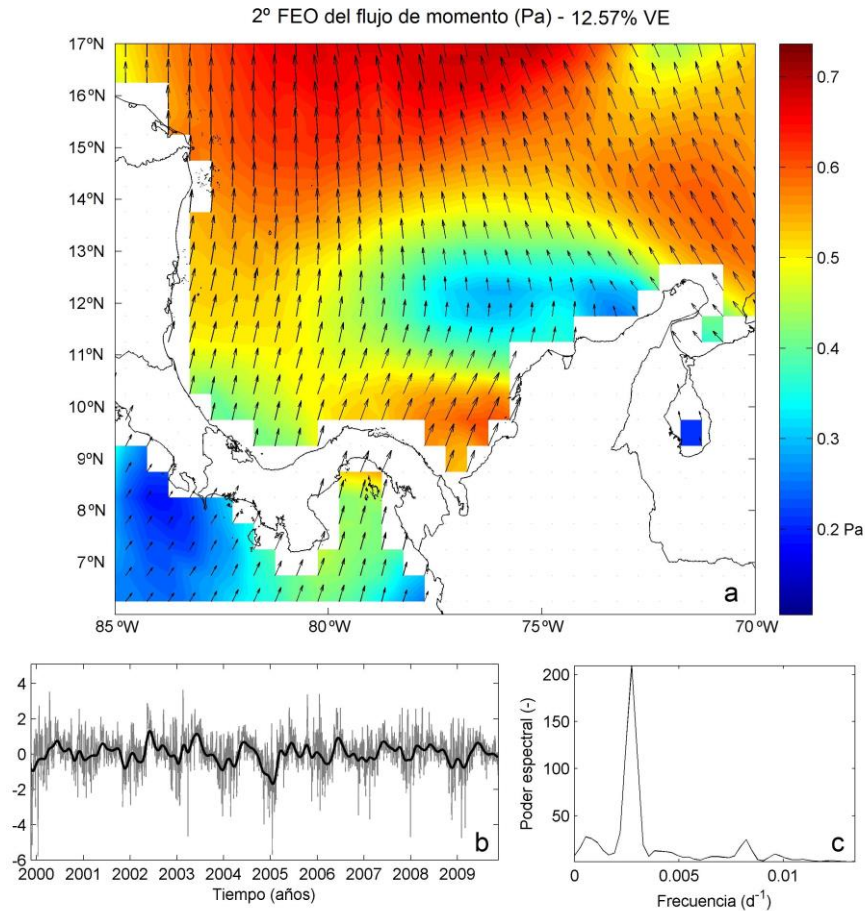 2º FEO del flujo de momento (Pa) - 12.57% VE
17ºN
16ºN
15ºN
14ºN
13ºN
12ºN
11ºN
10ºN
9ºN
8ºN
7ºN
85ºW
80ºW
75ºW
70ºW
a
0.7
0.6
0.5
0.4
0.3
0.2 Pa
4
2
0
-2
-4
-6
2000 2001 2002 2003 2004 2005 2006 2007 2008 2009
Tiempo (años)
b
Poder espectral (-)
200
150
100
50
0 0.005 0.01
Frecuencia (d-1)
c